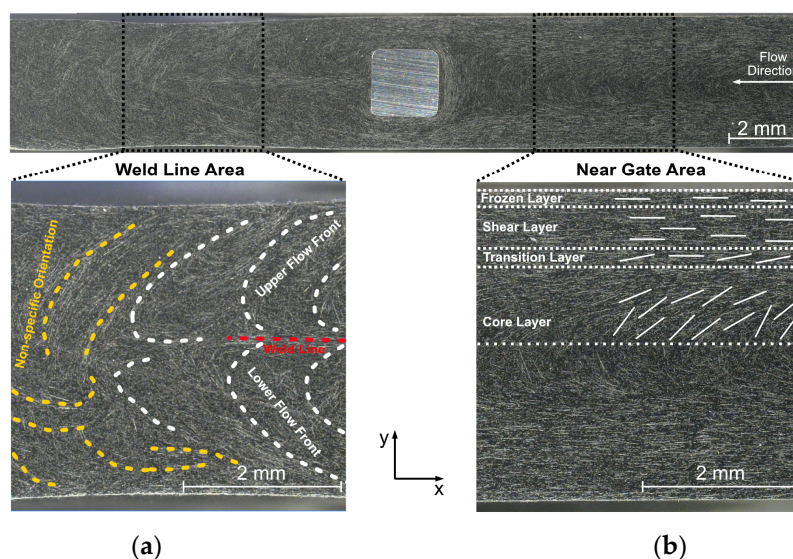 Flow
Direction
2 mm
Weld Line Area
Near Gate Area
Non-specific Orientation
Upper Flow Front
Weld Line
Lower Flow Front
2 mm
Frozen Layer
Shear Layer
Transition Layer
Core Layer
2 mm
y
x
(a)
(b)